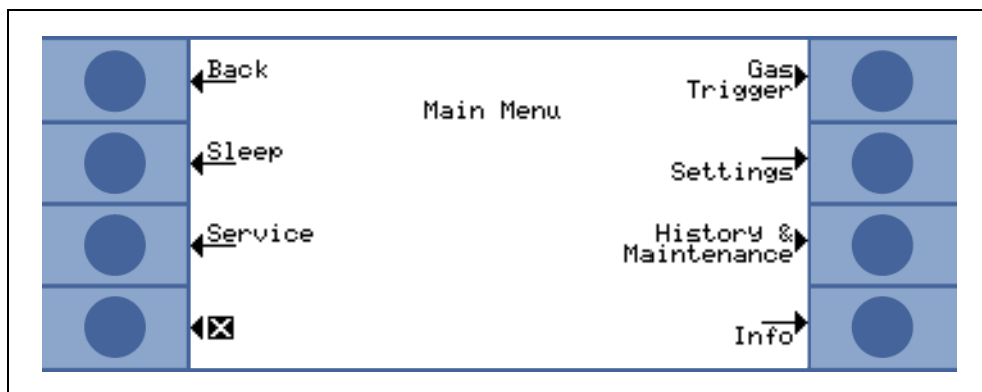 Back
Gas
Trigger
Main Menu
Sleep
Settings
Service
History &
Maintenance
Info